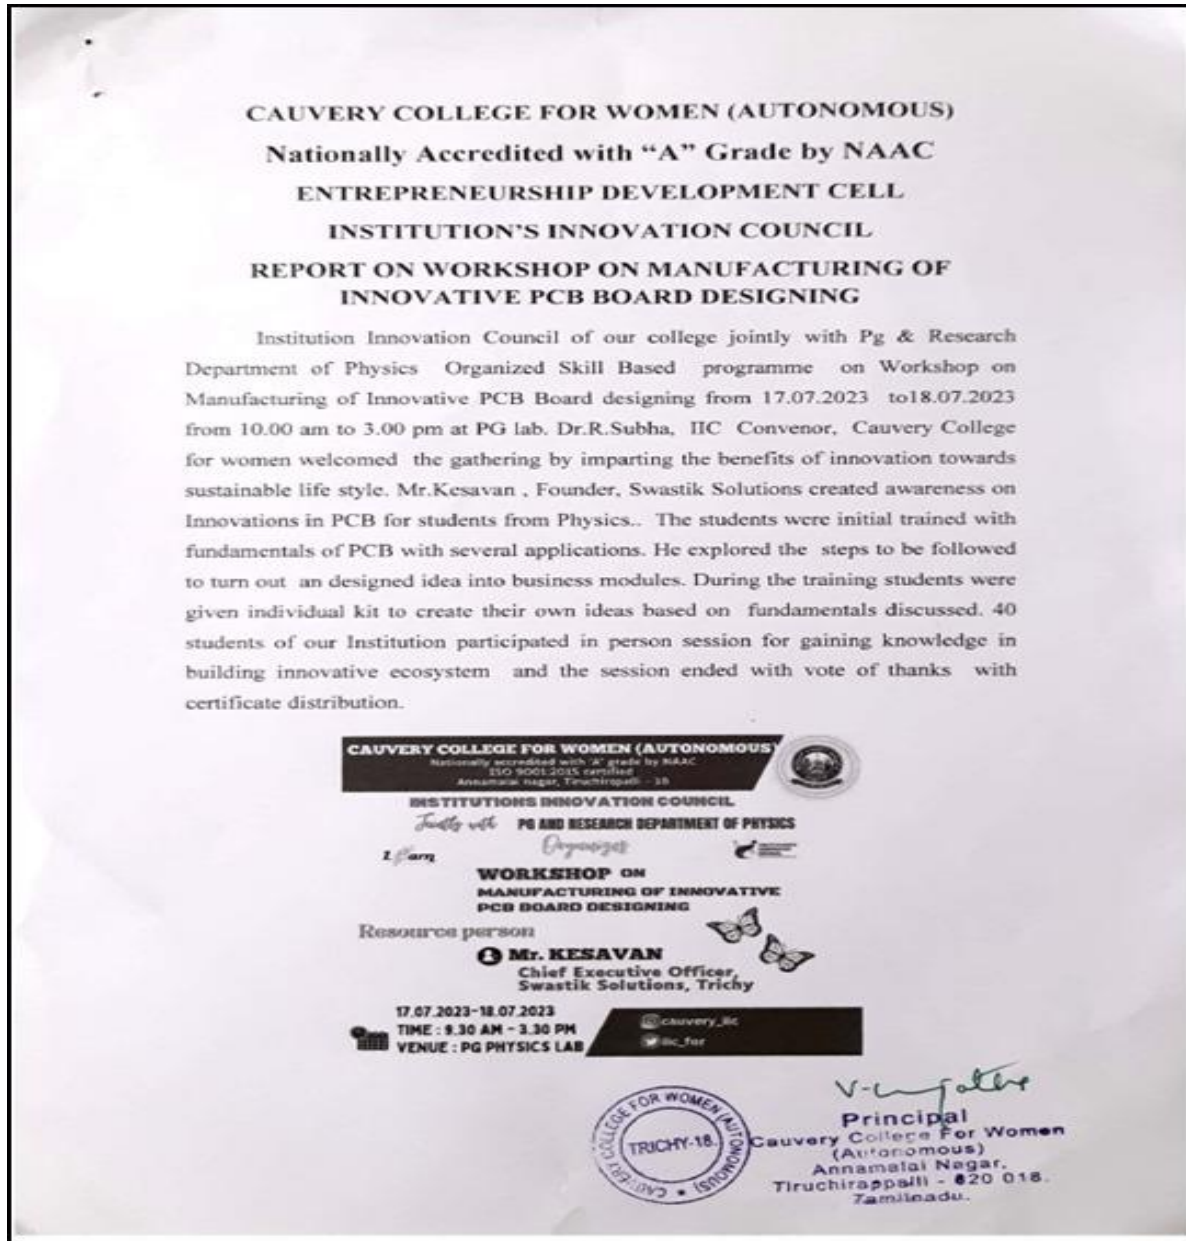 CAUVERY COLLEGE FOR WOMEN (AUTONOMOUS)
Nationally Accredited with “A” Grade by NAAC
ENTREPRENEURSHIP DEVELOPMENT CELL
INSTITUTION’S INNOVATION COUNCIL
REPORT ON WORKSHOP ON MANUFACTURING OF
INNOVATIVE PCB BOARD DESIGNING
Institution Innovation Council of our college jointly with Pg & Research
Department of Physics Organized Skill Based programme on Workshop on
Manufacturing of Innovative PCB Board designing from 17.07.2023 to18.07.2023
from 10.00 am to 3.00 pm at PG lab. Dr.R.Subha, IIC Convenor, Cauvery College
for women welcomed the gathering by imparting the benefits of innovation towards
sustainable life style. Mr.Kesavan , Founder, Swastik Solutions created awareness on
Innovations in PCB for students from Physics.. The students were initial trained with
fundamentals of PCB with several applications. He explored the steps to be followed
to turn out an designed idea into business modules. During the training students were
given individual kit to create their own ideas based on fundamentals discussed. 40
students of our Institution participated in person session for gaining knowledge in
building innovative ecosystem and the session ended with vote of thanks with
certificate distribution.
CAUVERY COLLEGE FOR WOMEN (AUTONOMOUS)
Nationally accredited with 'A' grade by NAAC
ISO 9001:2015 certified
Annamalai nagar, Tiruchirapalli - 18
INSTITUTIONS INNOVATION COUNCIL
Jointly with PG AND RESEARCH DEPARTMENT OF PHYSICS
Organizes
WORKSHOP ON
MANUFACTURING OF INNOVATIVE
PCB BOARD DESIGNING
Resource person
Mr. KESAVAN
Chief Executive Officer,
Swastik Solutions, Trichy
17.07.2023-18.07.2023
TIME : 9.30 AM - 3.30 PM
VENUE : PG PHYSICS LAB
cauvery_iic
iic_for
CAUVERY COLLEGE FOR WOMEN (AUTONOMOUS)
TRICHY-18.
Principal
Cauvery College For Women
(Autonomous)
Annamalai Nagar,
Tiruchirappalli - 620 018.
Tamilnadu.